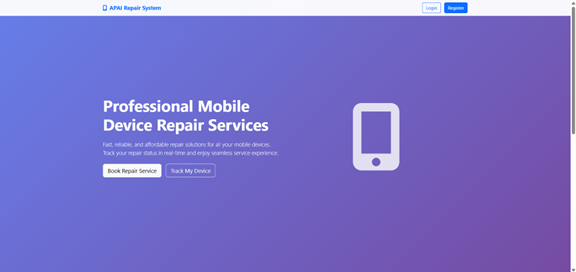 APAI Repair System
Login
Register
Professional Mobile
Device Repair Services
Fast, reliable, and affordable repair solutions for all your mobile devices.
Track your repair status in real-time and enjoy seamless service experience.
Book Repair Service
Track My Device